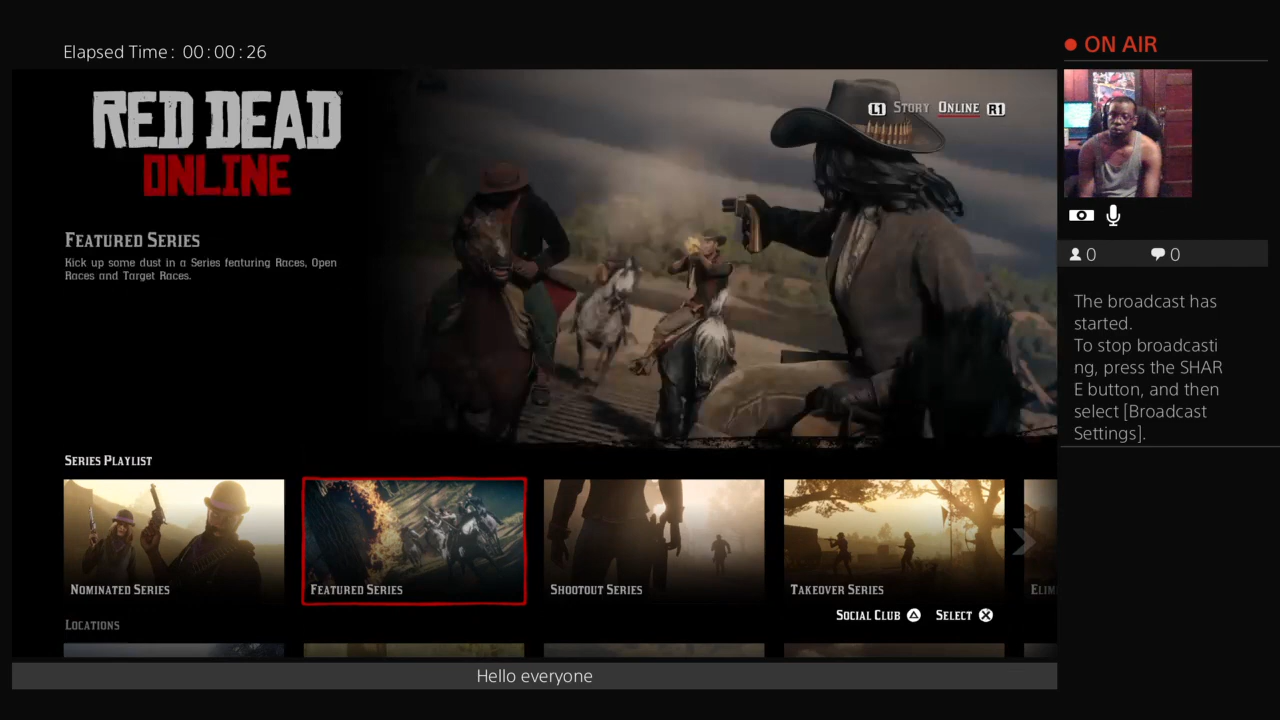 Elapsed Time: 00:00:26
ON AIR
RED DEAD
ONLINE
L1 STORY ONLINE R1
FEATURED SERIES
Kick up some dust in a Series featuring Races, Open
Races and Target Races.
0 0
The broadcast has
started.
To stop broadcasti
ng, press the SHAR
E button, and then
select [Broadcast
Settings].
SERIES PLAYLIST
NOMINATED SERIES
FEATURED SERIES
SHOOTOUT SERIES
TAKEOVER SERIES
ELIM
SOCIAL CLUB SELECT
LOCATIONS
Hello everyone